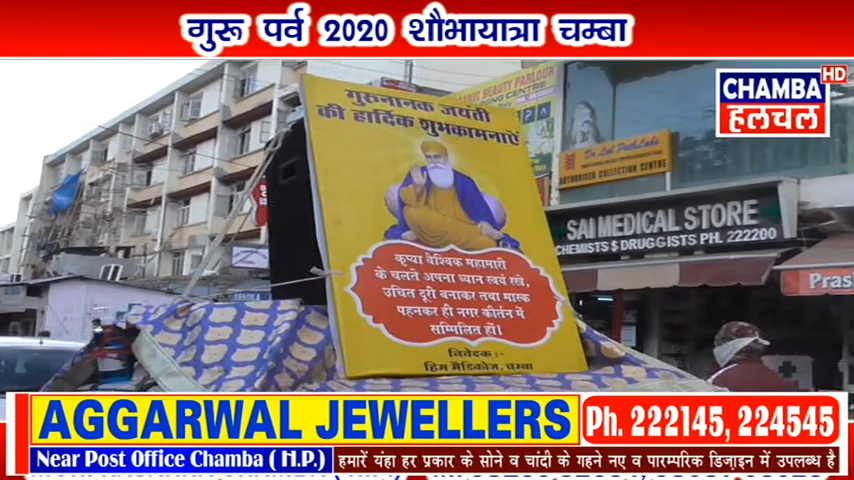 गुरू पर्व 2020 शौभायात्रा चम्बा
CHAMBA HD
हलचल
गुरुनानक जयंती
की हार्दिक शुभकामनाऐं
कृप्या वैश्विक महामारी
के चलते अपना ध्यान स्वयं रखें,
उचित दूरी बनाकर तथा मास्क
पहनकर ही नगर कीर्तन में
सम्मिलित हों।
निवेदक :-
हिम मैडिकोज, चम्बा
BEAUTY PARLOUR
Dr. Lal PathLabs
AUTHORISED COLLECTION CENTRE
SAI MEDICAL STORE
CHEMISTS & DRUGGISTS PH. 222200
Pras
AGGARWAL JEWELLERS
Ph. 222145, 224545
Near Post Office Chamba ( H.P.)
हमारें यंहा हर प्रकार के सोने व चांदी के गहने नए व पारम्परिक डिज़ाइन में उपलब्ध है